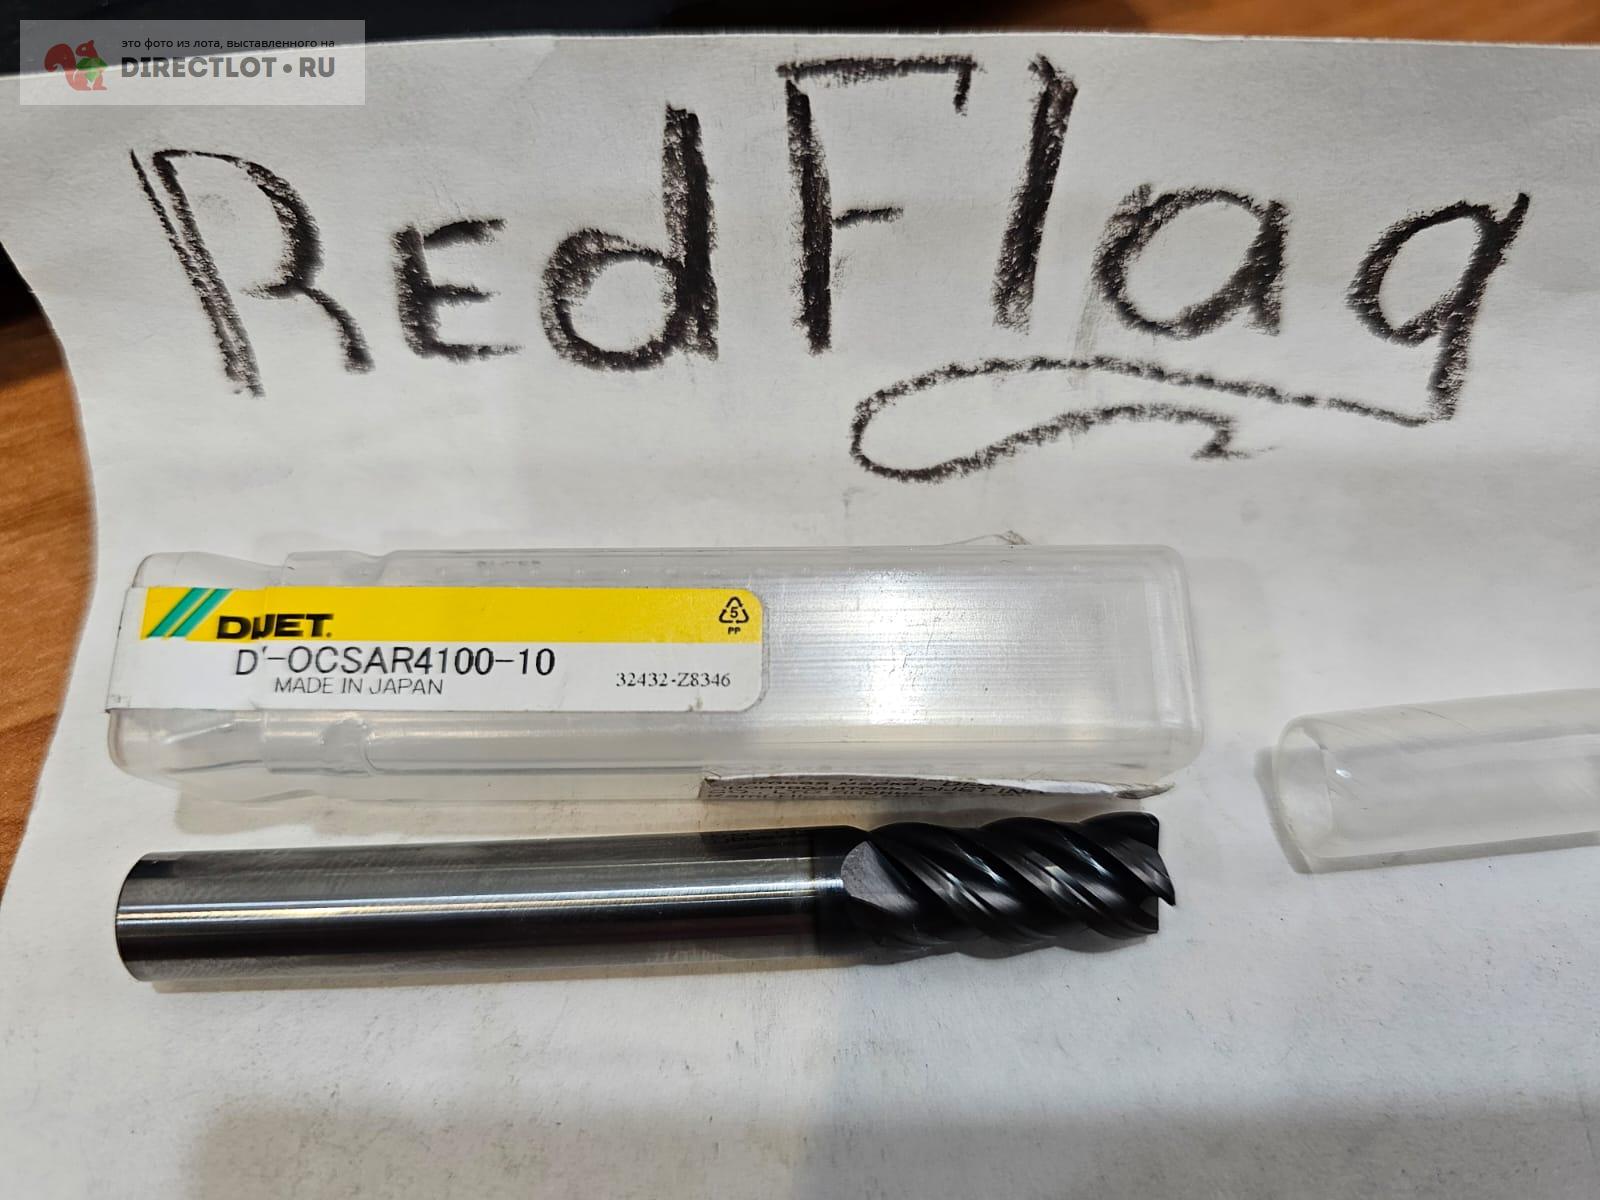 это фото из лота, выставленного на
DIRECTLOT•RU
RedFlag
DIJET
5
PP
D'-OCSAR4100-10
MADE IN JAPAN
32432-Z8346
DIJET